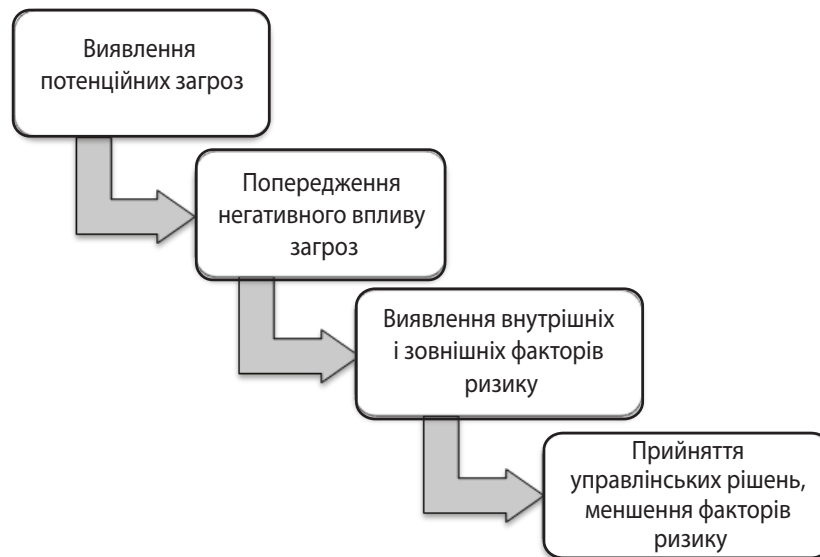 Виявлення
потенційних загроз
Попередження
негативного впливу
загроз
Виявлення внутрішніх
і зовнішніх факторів
ризику
Прийняття
управлінських рішень,
меншення факторів
ризику